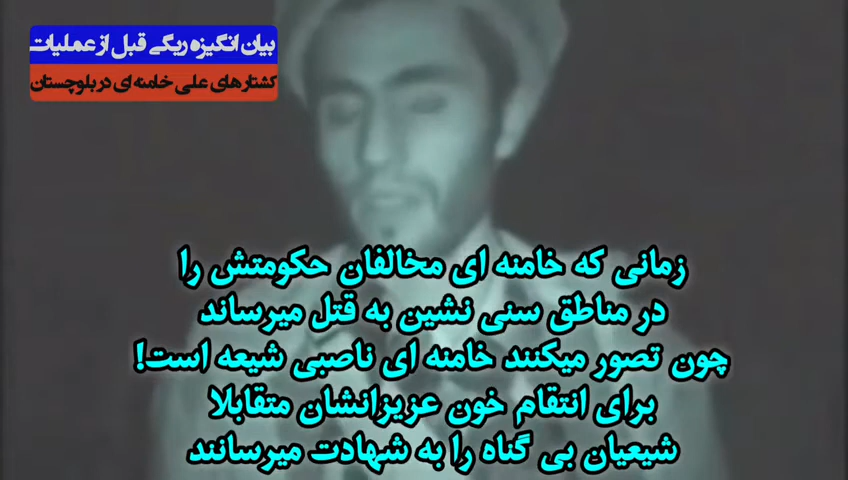 بیان انگیزه ریگی قبل از عملیات
کشتارهای علی خامنه ای در بلوچستان
زمانی که خامنه ای مخالفان حکومتش را
در مناطق سنی نشین به قتل میرساند
چون تصور میکنند خامنه ای ناصبی شیعه است!
برای انتقام خون عزیزانشان متقابلا
شیعیان بی گناه را به شهادت میرسانند